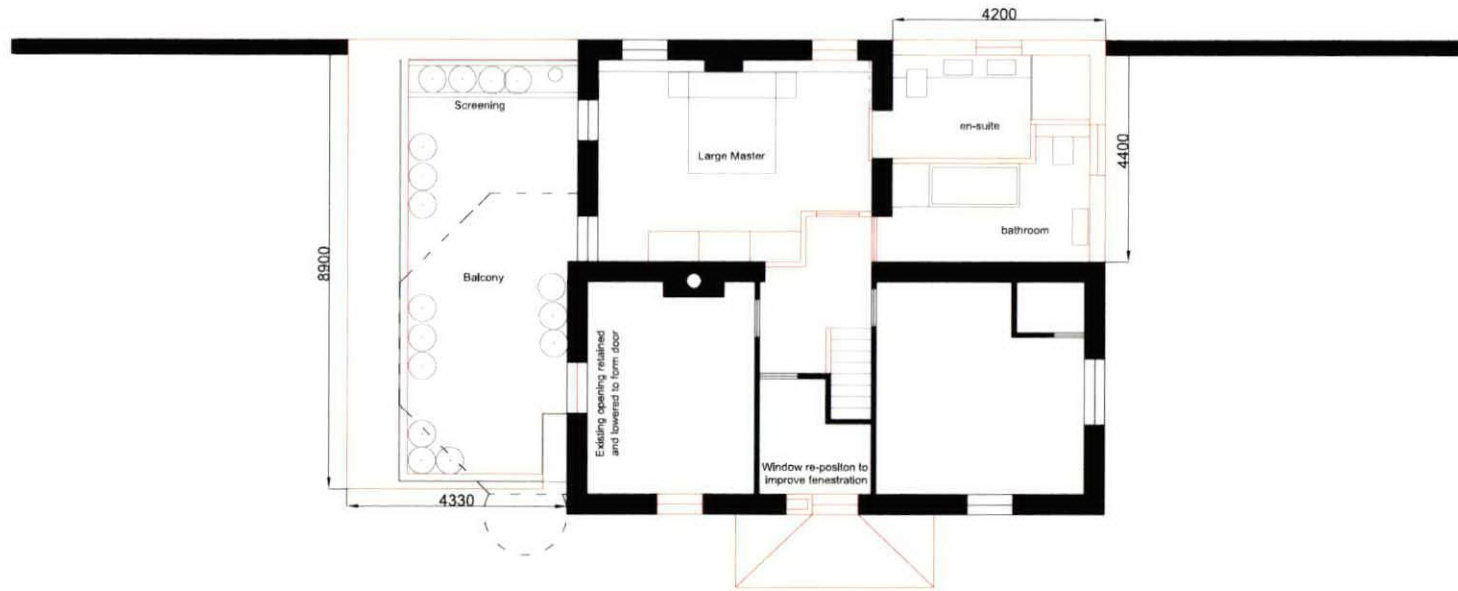 4200
Screening
en-suite
Large Master
4400
bathroom
8900
Balcony
Existing opening retained
and lowered to form door
Window re-positon to
improve fenestration
4330